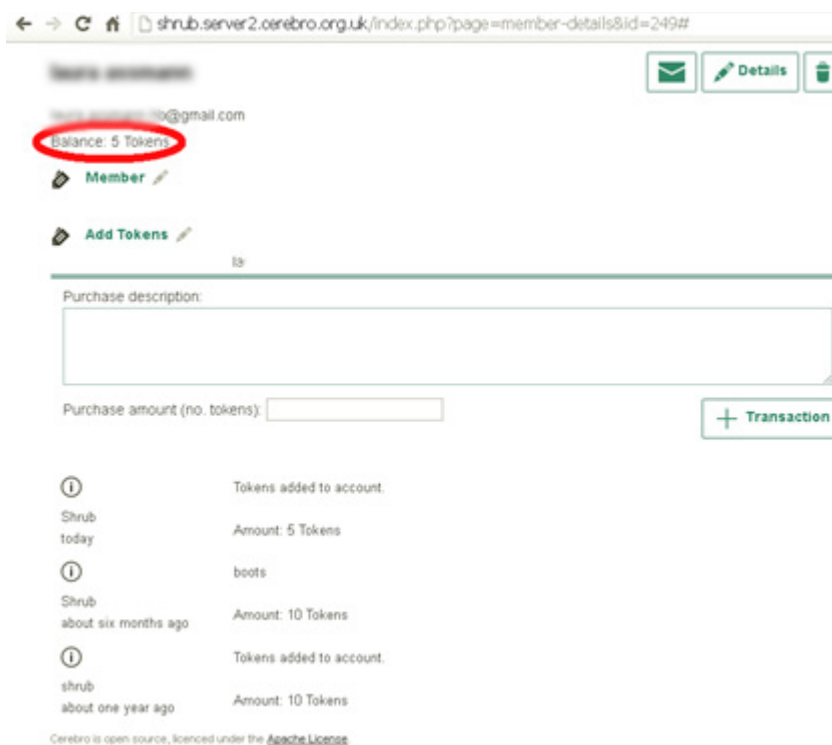 shrub.server2.cerebro.org.uk/index.php?page=member-details&id=249#
Details
@gmail.com
Balance: 5 Tokens
Member
Add Tokens
la
Purchase description:
Purchase amount (no. tokens):
Transaction
Tokens added to account.
Shrub
today
Amount: 5 Tokens
boots
Shrub
about six months ago
Amount: 10 Tokens
Tokens added to account.
shrub
about one year ago
Amount: 10 Tokens
Cerebro is open source, licenced under the Apache License